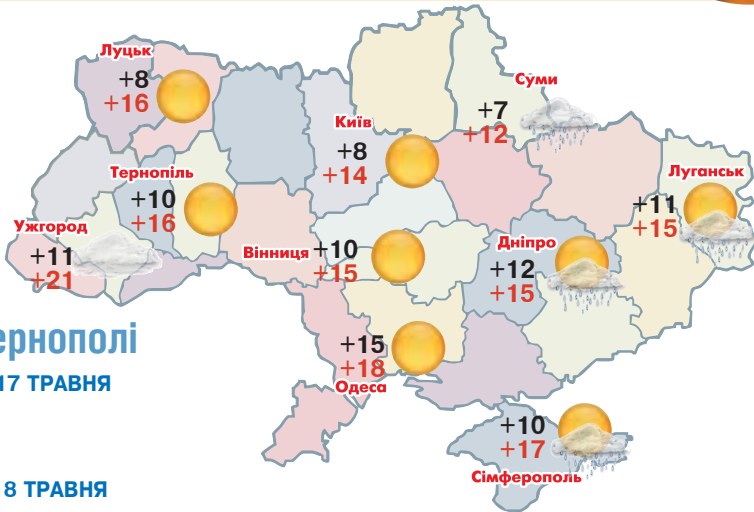 Луцьк
+8
+16
Суми
+7
+12
Київ
+8
+14
Тернопіль
+10
+16
Луганськ
+11
+15
Ужгород
+11
+21
Вінниця
+10
+15
Дніпро
+12
+15
ернополі
17 ТРАВНЯ
+15
+18
Одеса
+10
+17
Сімферополь
8 ТРАВНЯ